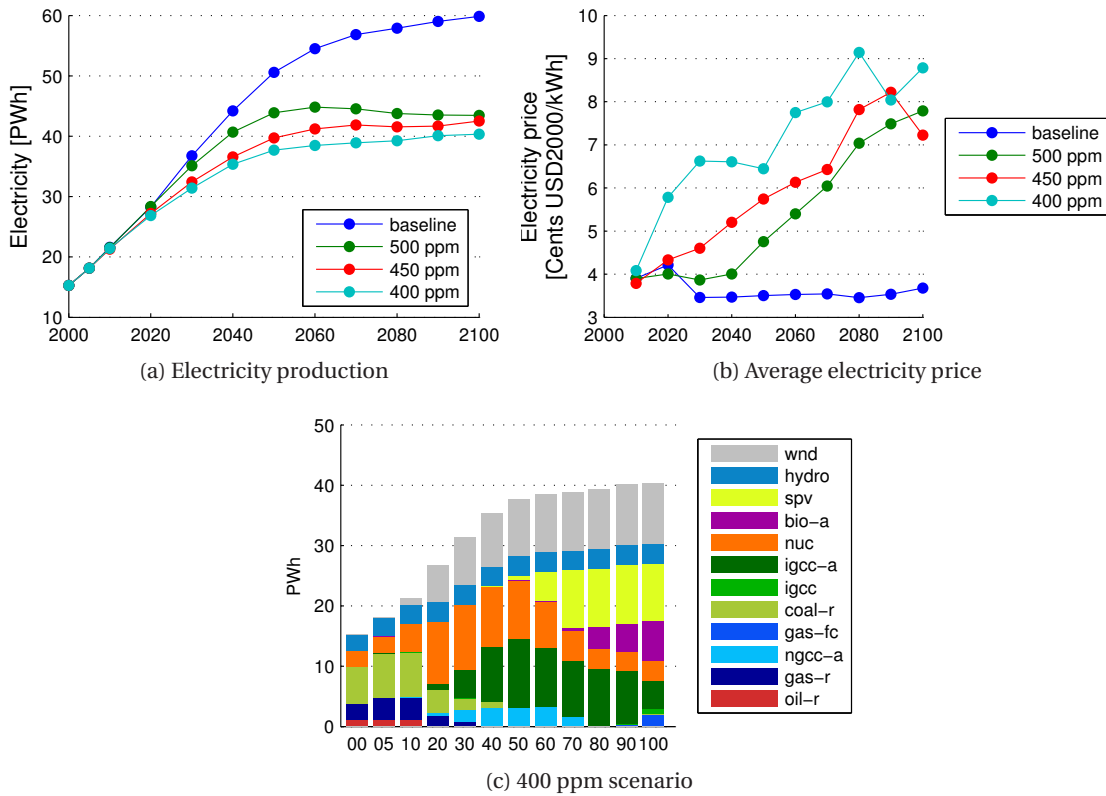 60
50
40
30
20
10
Electricity [PWh]
2000 2020 2040 2060 2080 2100
baseline
500 ppm
450 ppm
400 ppm
(a) Electricity production
10
9
8
7
6
5
4
3
Electricity price
[Cents USD2000/kWh]
2000 2020 2040 2060 2080 2100
baseline
500 ppm
450 ppm
400 ppm
(b) Average electricity price
50
40
30
20
10
0
PWh
00 05 10 20 30 40 50 60 70 80 90 100
wnd
hydro
spv
bio−a
nuc
igcc−a
igcc
coal−r
gas−fc
ngcc−a
gas−r
oil−r
(c) 400 ppm scenario